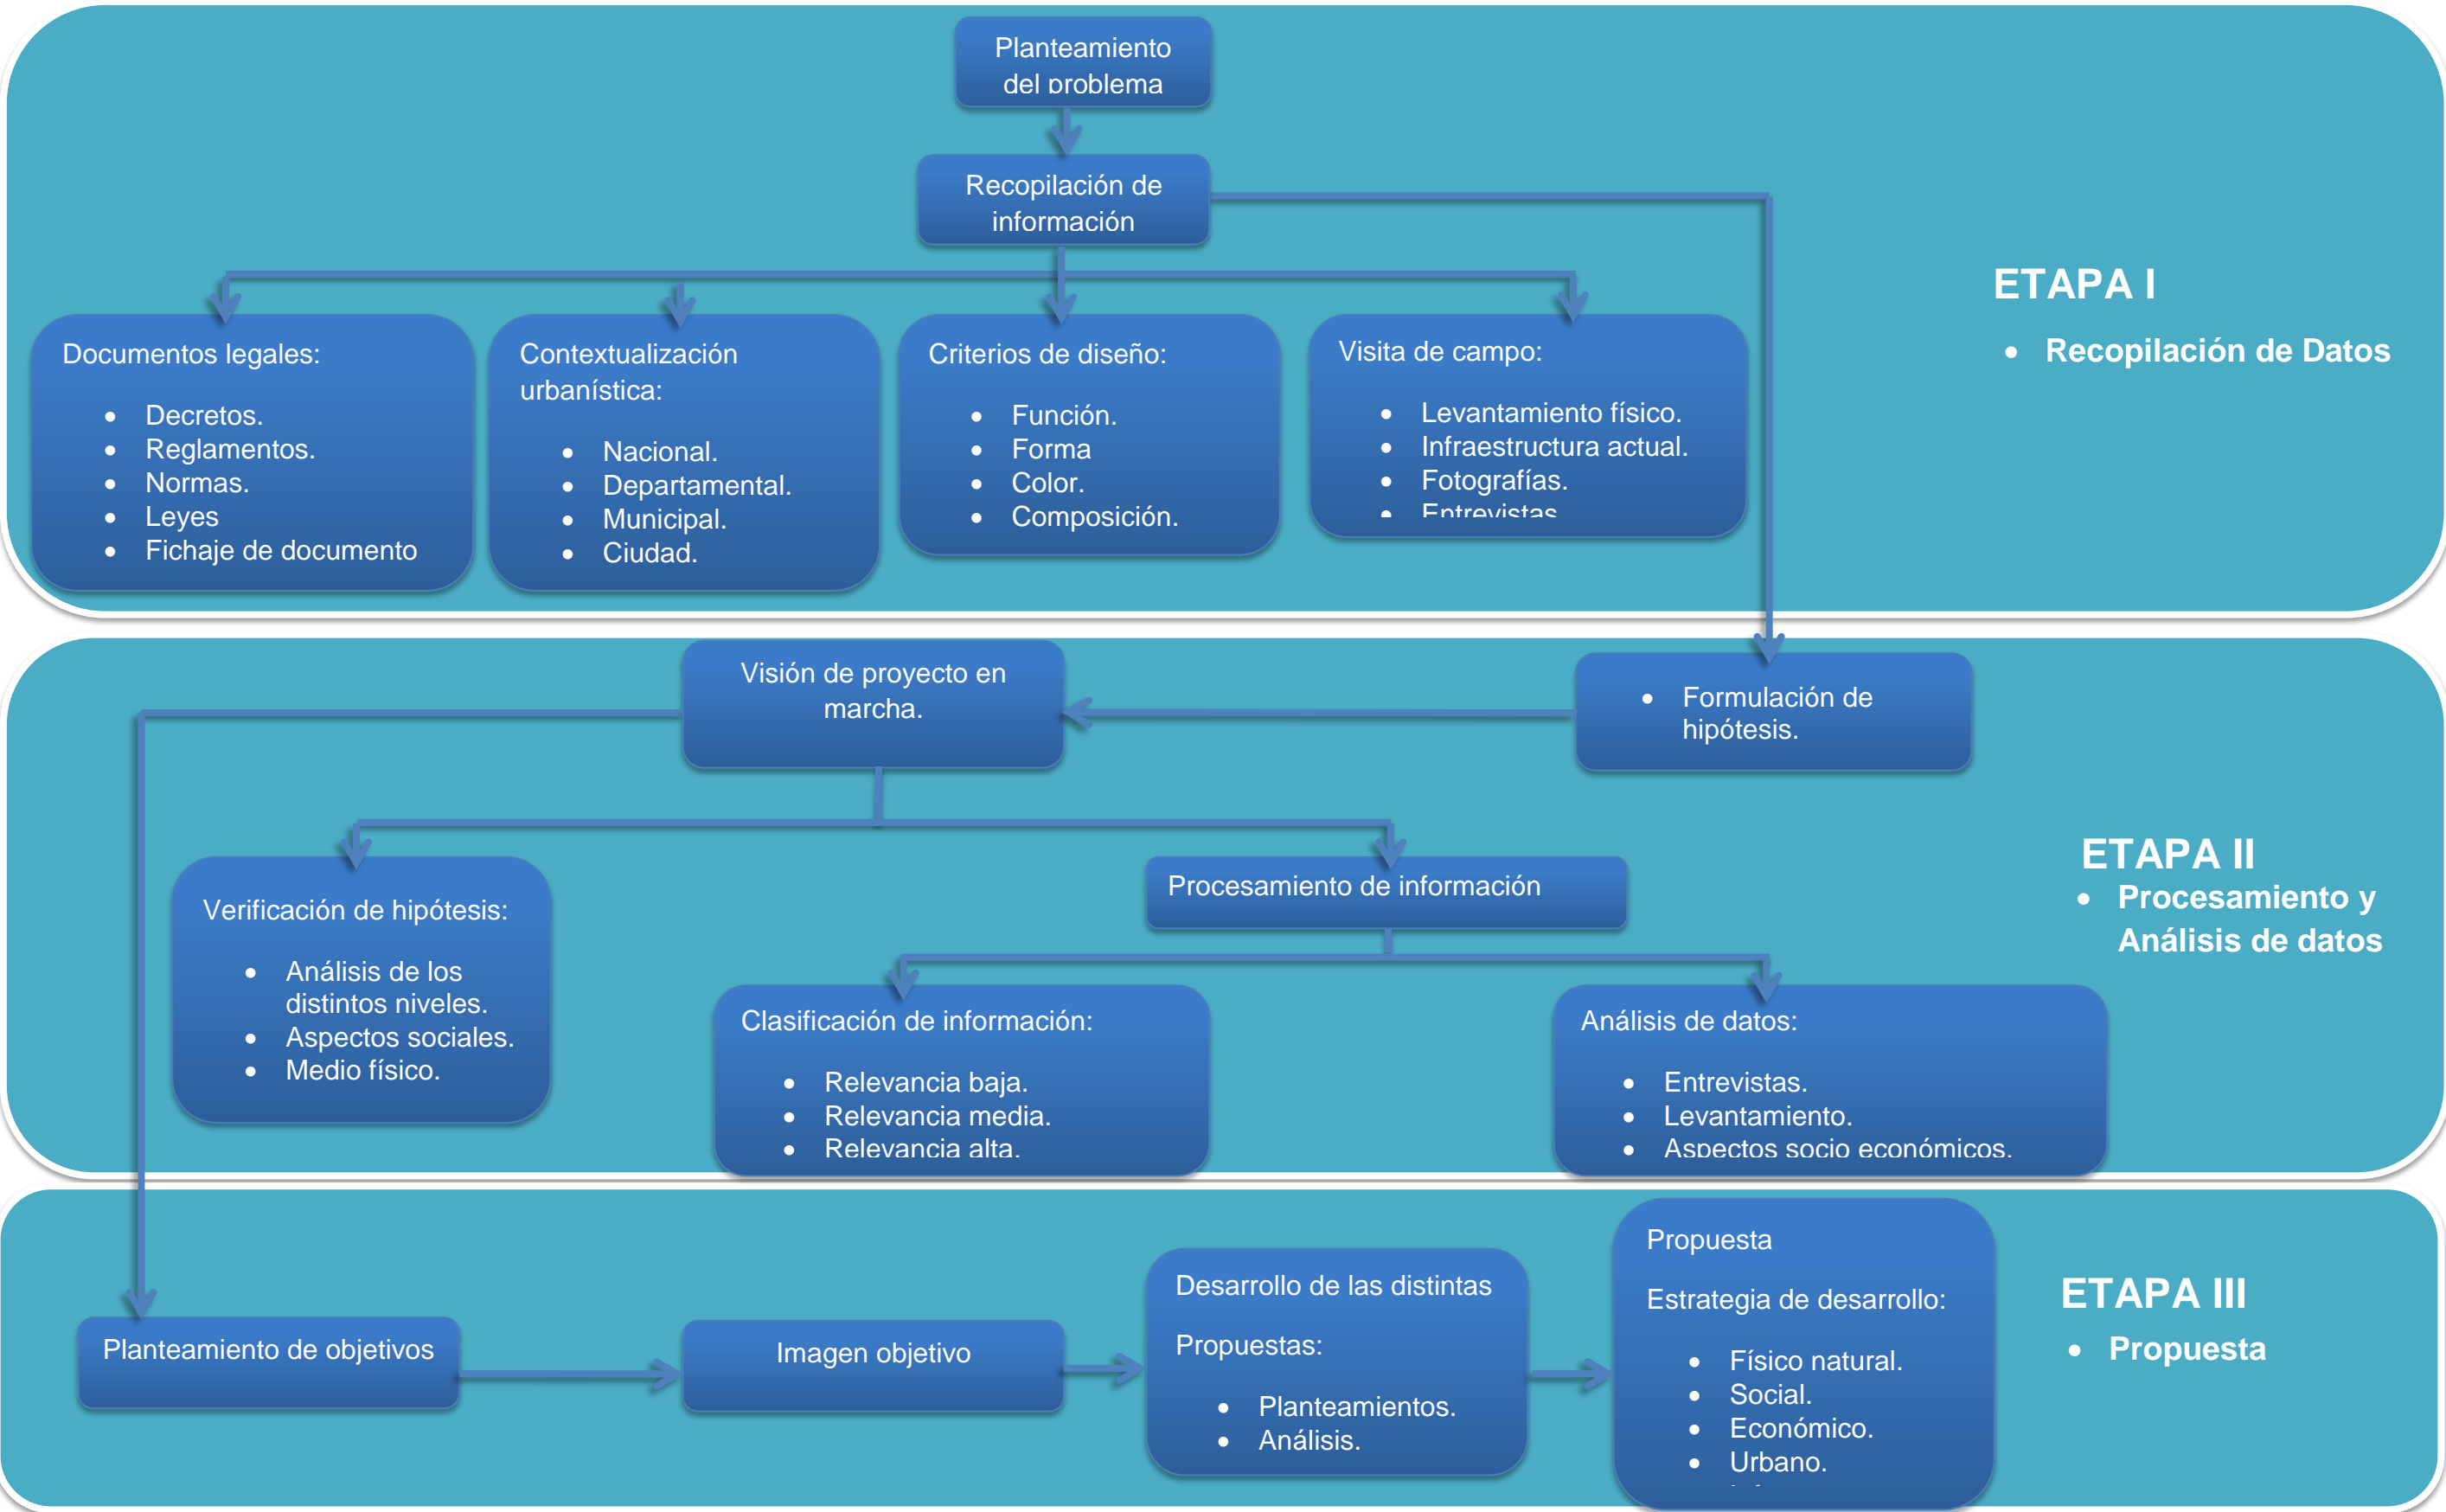 Planteamiento
del problema
Recopilación de
información
ETAPA I
• Recopilación de Datos
Documentos legales:
• Decretos.
• Reglamentos.
• Normas.
• Leyes
• Fichaje de documento
Contextualización
urbanística:
• Nacional.
• Departamental.
• Municipal.
• Ciudad.
Criterios de diseño:
• Función.
• Forma
• Color.
• Composición.
Visita de campo:
• Levantamiento físico.
• Infraestructura actual.
• Fotografías.
• Entrevistas
Visión de proyecto en
marcha.
• Formulación de
hipótesis.
ETAPA II
• Procesamiento y
Análisis de datos
Verificación de hipótesis:
• Análisis de los
distintos niveles.
• Aspectos sociales.
• Medio físico.
Procesamiento de información
Clasificación de información:
• Relevancia baja.
• Relevancia media.
• Relevancia alta.
Análisis de datos:
• Entrevistas.
• Levantamiento.
• Aspectos socio económicos.
Planteamiento de objetivos
Imagen objetivo
Desarrollo de las distintas
Propuestas:
• Planteamientos.
• Análisis.
Propuesta
Estrategia de desarrollo:
• Físico natural.
• Social.
• Económico.
• Urbano.
ETAPA III
• Propuesta